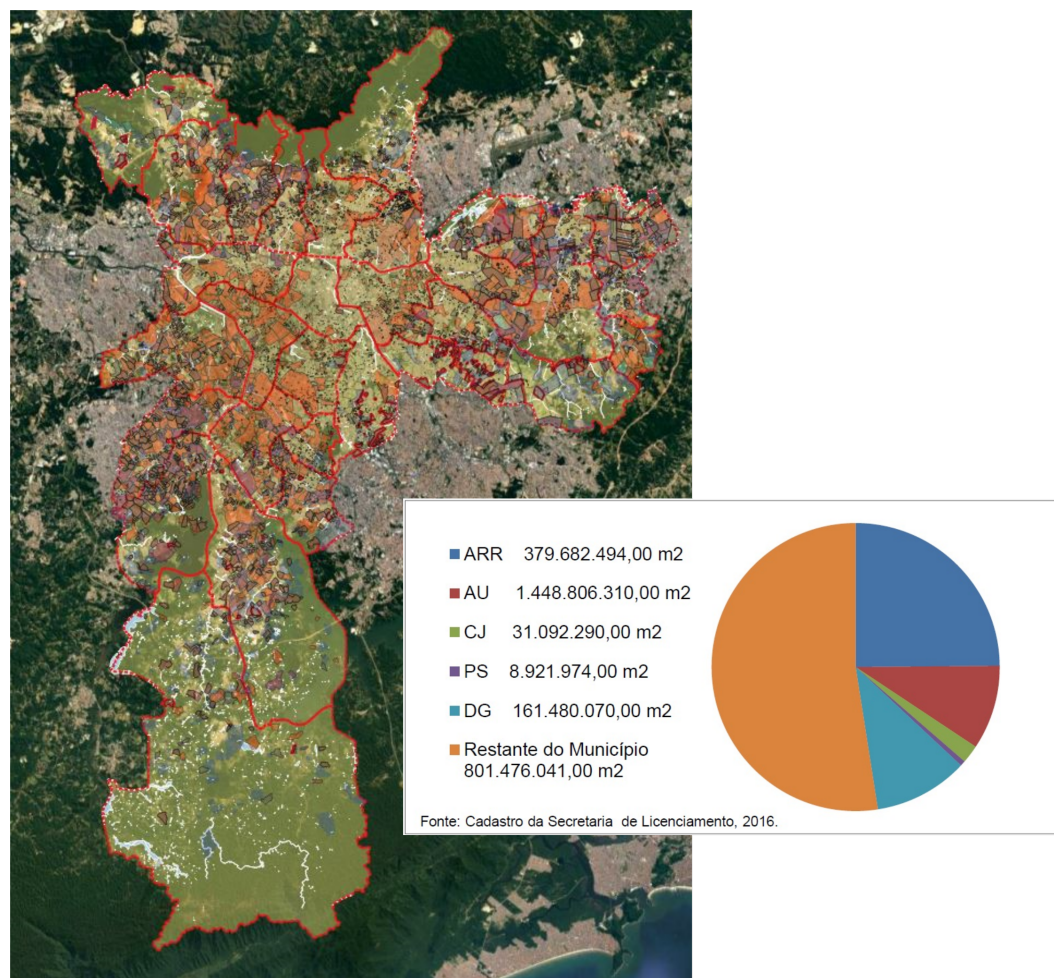 ARR 379.682.494,00 m2
AU 1.448.806.310,00 m2
CJ 31.092.290,00 m2
PS 8.921.974,00 m2
DG 161.480.070,00 m2
Restante do Município
801.476.041,00 m2
Fonte: Cadastro da Secretaria de Licenciamento, 2016.